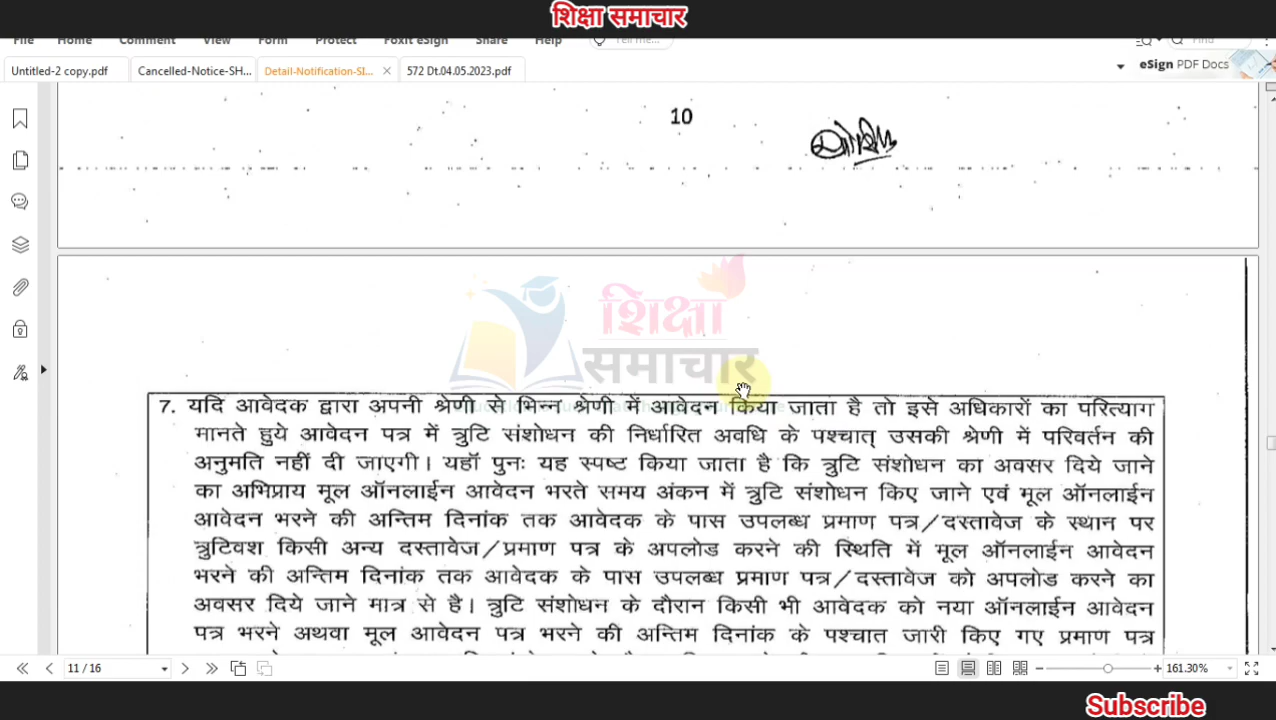 शिक्षा समाचार
File Home Comment View Form Protect Foxit eSign Share Help Tell me... Find
Untitled-2 copy.pdf Cancelled-Notice-SH... Detail-Notification-SI... 572 Dt.04.05.2023.pdf eSign PDF Docs
10
शिक्षा
समाचार
7. यदि आवेदक द्वारा अपनी श्रेणी से भिन्न श्रेणी में आवेदन किया जाता है तो इसे अधिकारों का परित्याग
मानते हुये आवेदन पत्र में त्रुटि संशोधन की निर्धारित अवधि के पश्चात् उसकी श्रेणी में परिवर्तन की
अनुमति नहीं दी जाएगी। यहॉ पुनः यह स्पष्ट किया जाता है कि त्रुटि संशोधन का अवसर दिये जाने
का अभिप्राय मूल ऑनलाईन आवेदन भरते समय अंकन में त्रुटि संशोधन किए जाने एवं मूल ऑनलाईन
आवेदन भरने की अन्तिम दिनांक तक आवेदक के पास उपलब्ध प्रमाण पत्र/दस्तावेज के स्थान पर
त्रुटिवश किसी अन्य दस्तावेज/प्रमाण पत्र के अपलोड करने की स्थिति में मूल ऑनलाईन आवेदन
भरने की अन्तिम दिनांक तक आवेदक के पास उपलब्ध प्रमाण पत्र/दस्तावेज को अपलोड करने का
अवसर दिये जाने मात्र से है। त्रुटि संशोधन के दौरान किसी भी आवेदक को नया ऑनलाईन आवेदन
पत्र भरने अथवा मूल आवेदन पत्र भरने की अन्तिम दिनांक के पश्चात जारी किए गए प्रमाण पत्र
11 / 16 161.30%
Subscribe